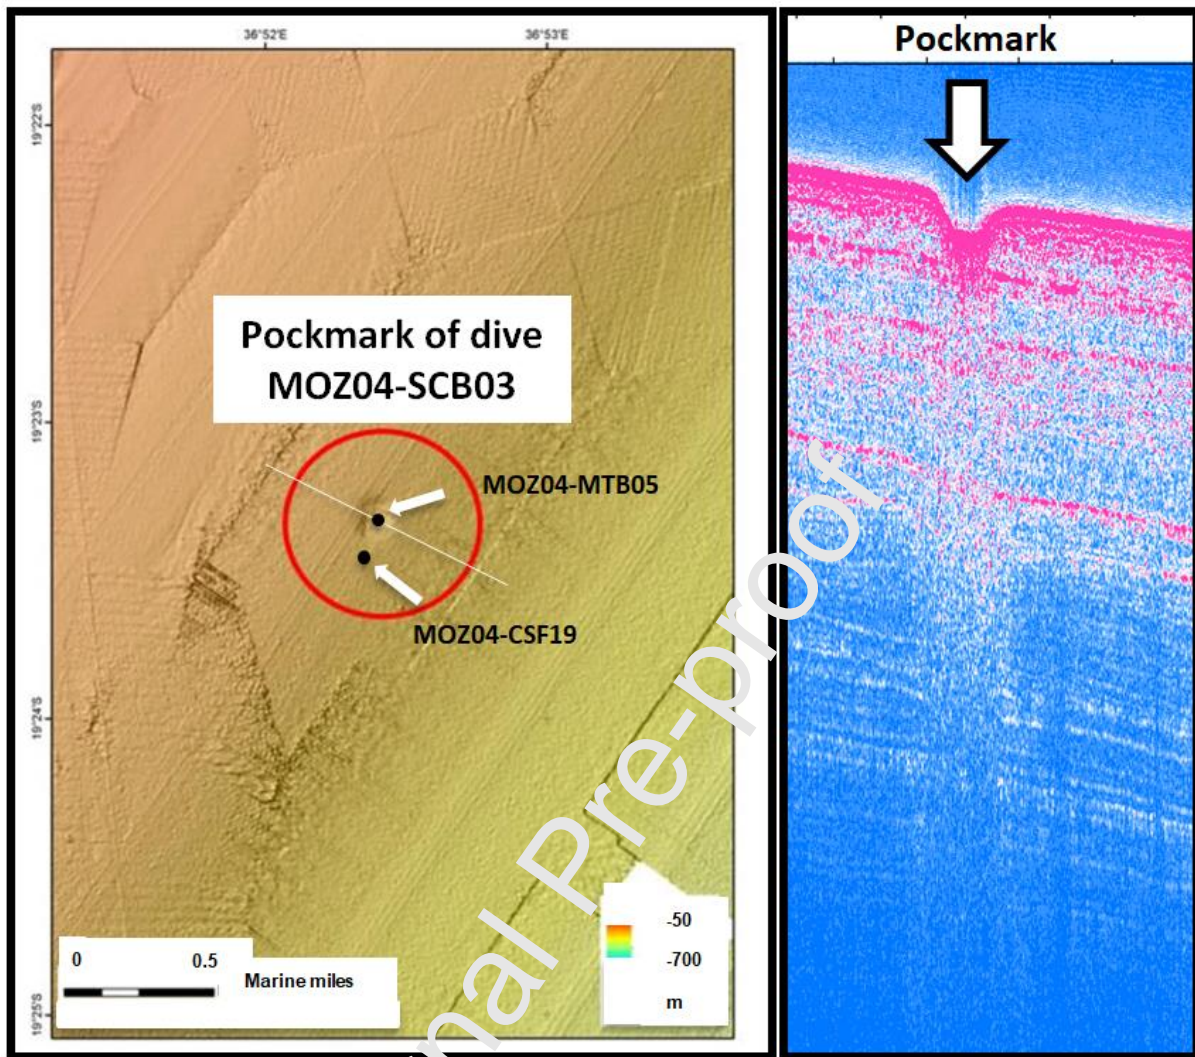 36°52'E
36°53'E
19°22'S
19°23'S
19°24'S
19°25'S
Pockmark of dive
MOZ04-SCB03
MOZ04-MTB05
MOZ04-CSF19
0 0.5 Marine miles
-50
-700
m
Pockmark
nal Pre-proof